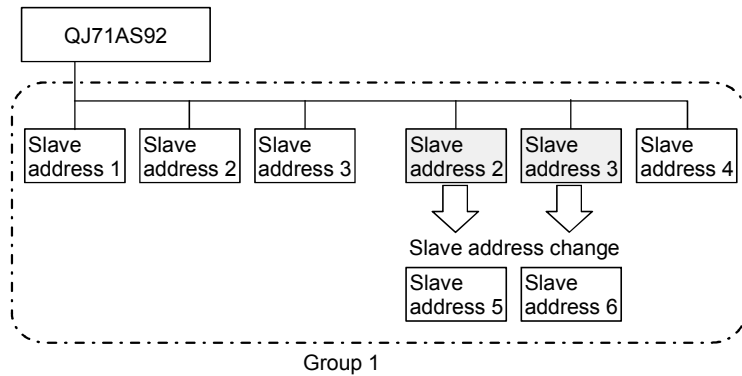 QJ71AS92
Slave
address 1
Slave
address 2
Slave
address 3
Slave
address 2
Slave
address 3
Slave
address 4
Slave address change
Slave
address 5
Slave
address 6
Group 1